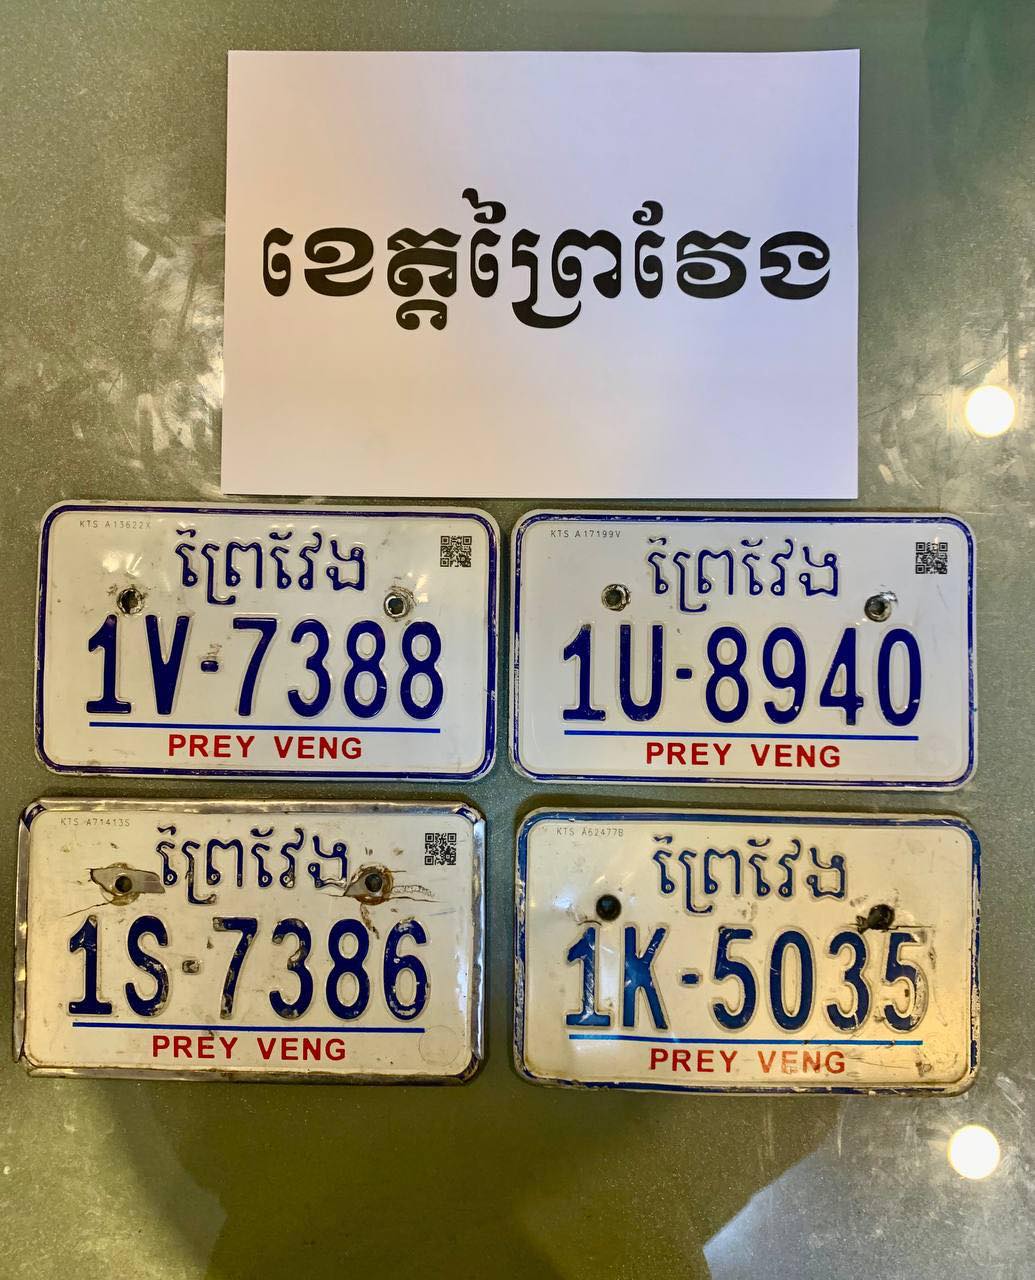 ខេត្តព្រៃវែង
KTS A13622X
ព្រៃវែង
1V-7388
PREY VENG
KTS A17199V
ព្រៃវែង
1U-8940
PREY VENG
KTS A71413S
ព្រៃវែង
1S-7386
PREY VENG
KTS A62477B
ព្រៃវែង
1K-5035
PREY VENG